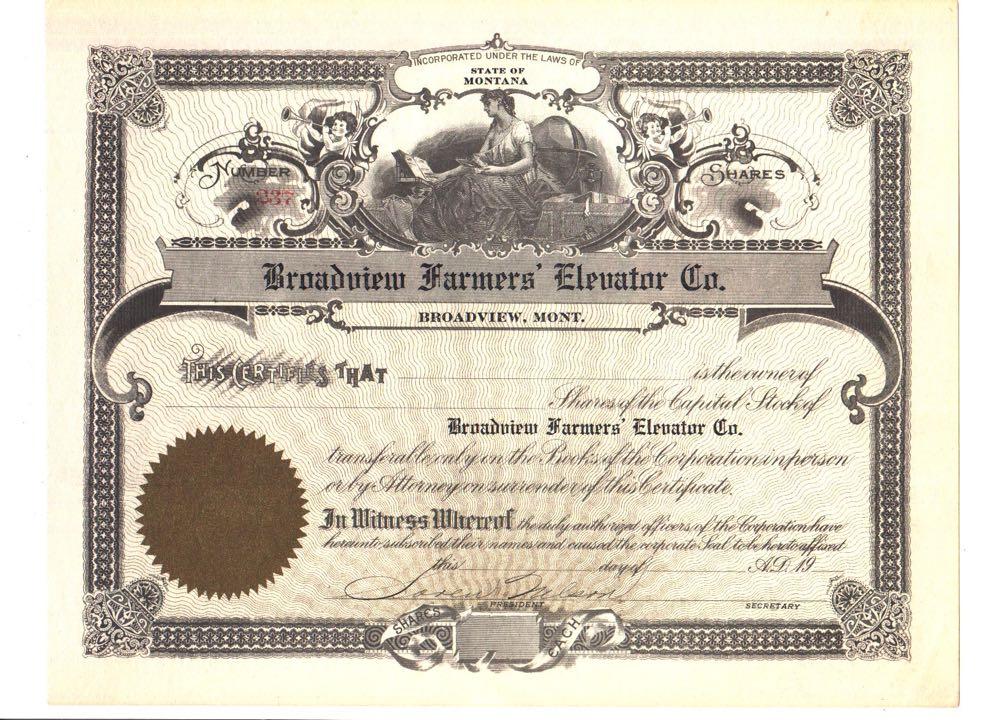 INCORPORATED UNDER THE LAWS OF
STATE OF
MONTANA
NUMBER
337
SHARES
Broadview Farmers' Elevator Co.
BROADVIEW, MONT.
THIS CERTIFIES THAT is the owner of
Shares of the Capital Stock of
Broadview Farmers' Elevator Co.
transferable only on the Books of the Corporation in person
or by Attorney on surrender of this Certificate.
In Witness Whereof the duly authorized officers of the Corporation have
hereunto subscribed their names and caused the corporate Seal to be hereto affixed
this day of A.D. 19
Nelson
PRESIDENT
SECRETARY
SHARES
EACH